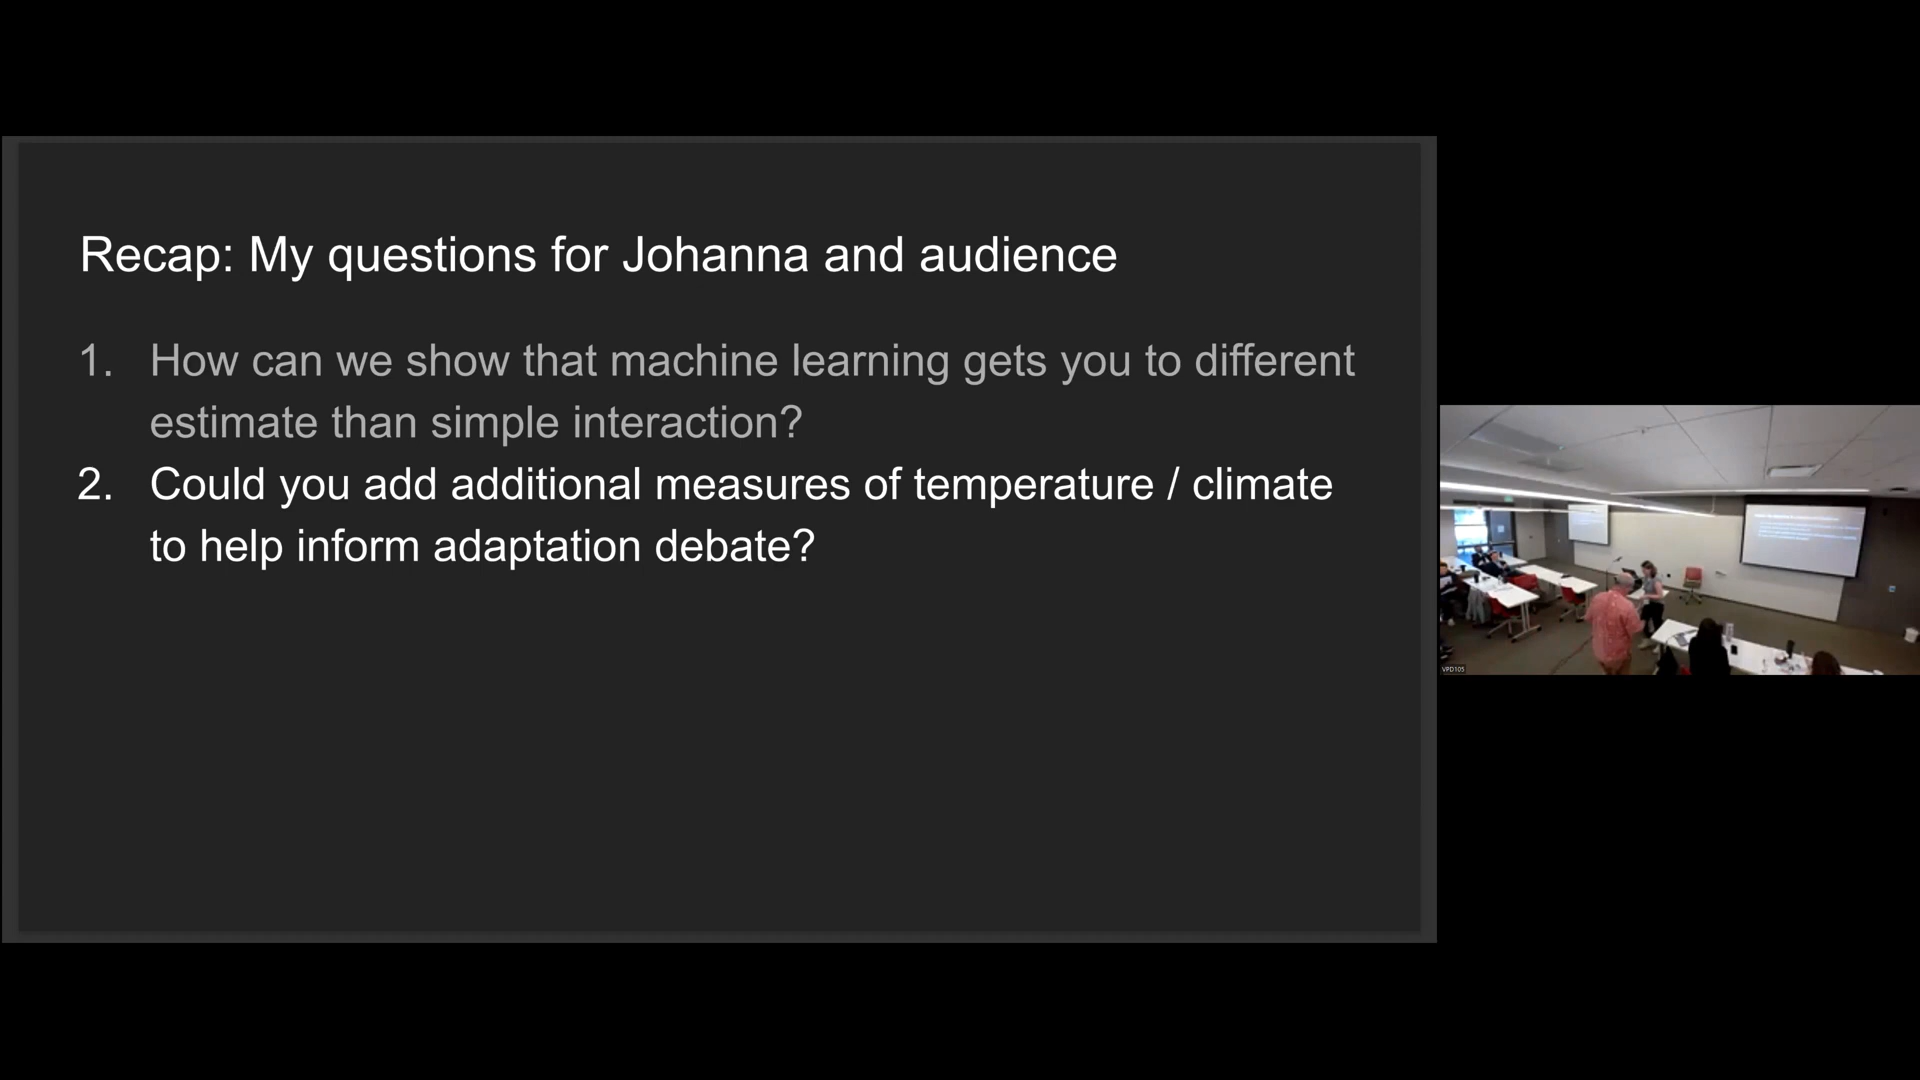 Recap: My questions for Johanna and audience
1. How can we show that machine learning gets you to different
estimate than simple interaction?
2. Could you add additional measures of temperature / climate
to help inform adaptation debate?
VPD105